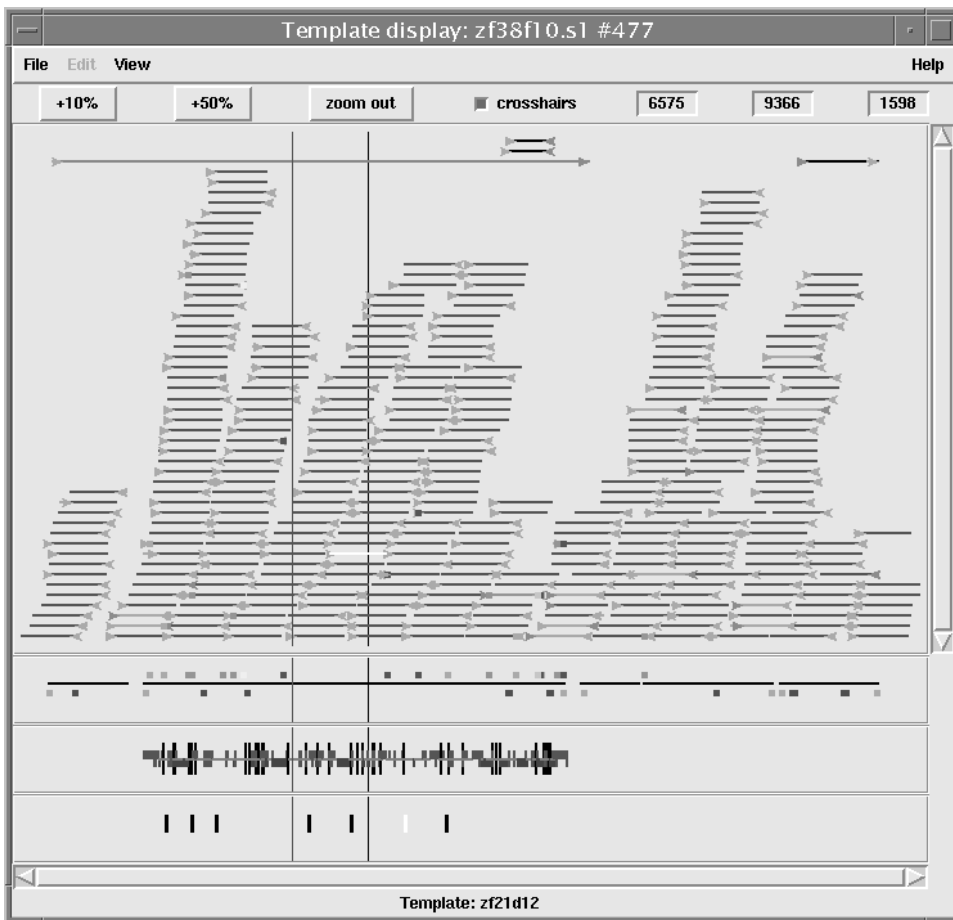 Template display: zf38f10.s1 #477
File Edit View Help
+10% +50% zoom out crosshairs 6575 9366 1598
Template: zf21d12